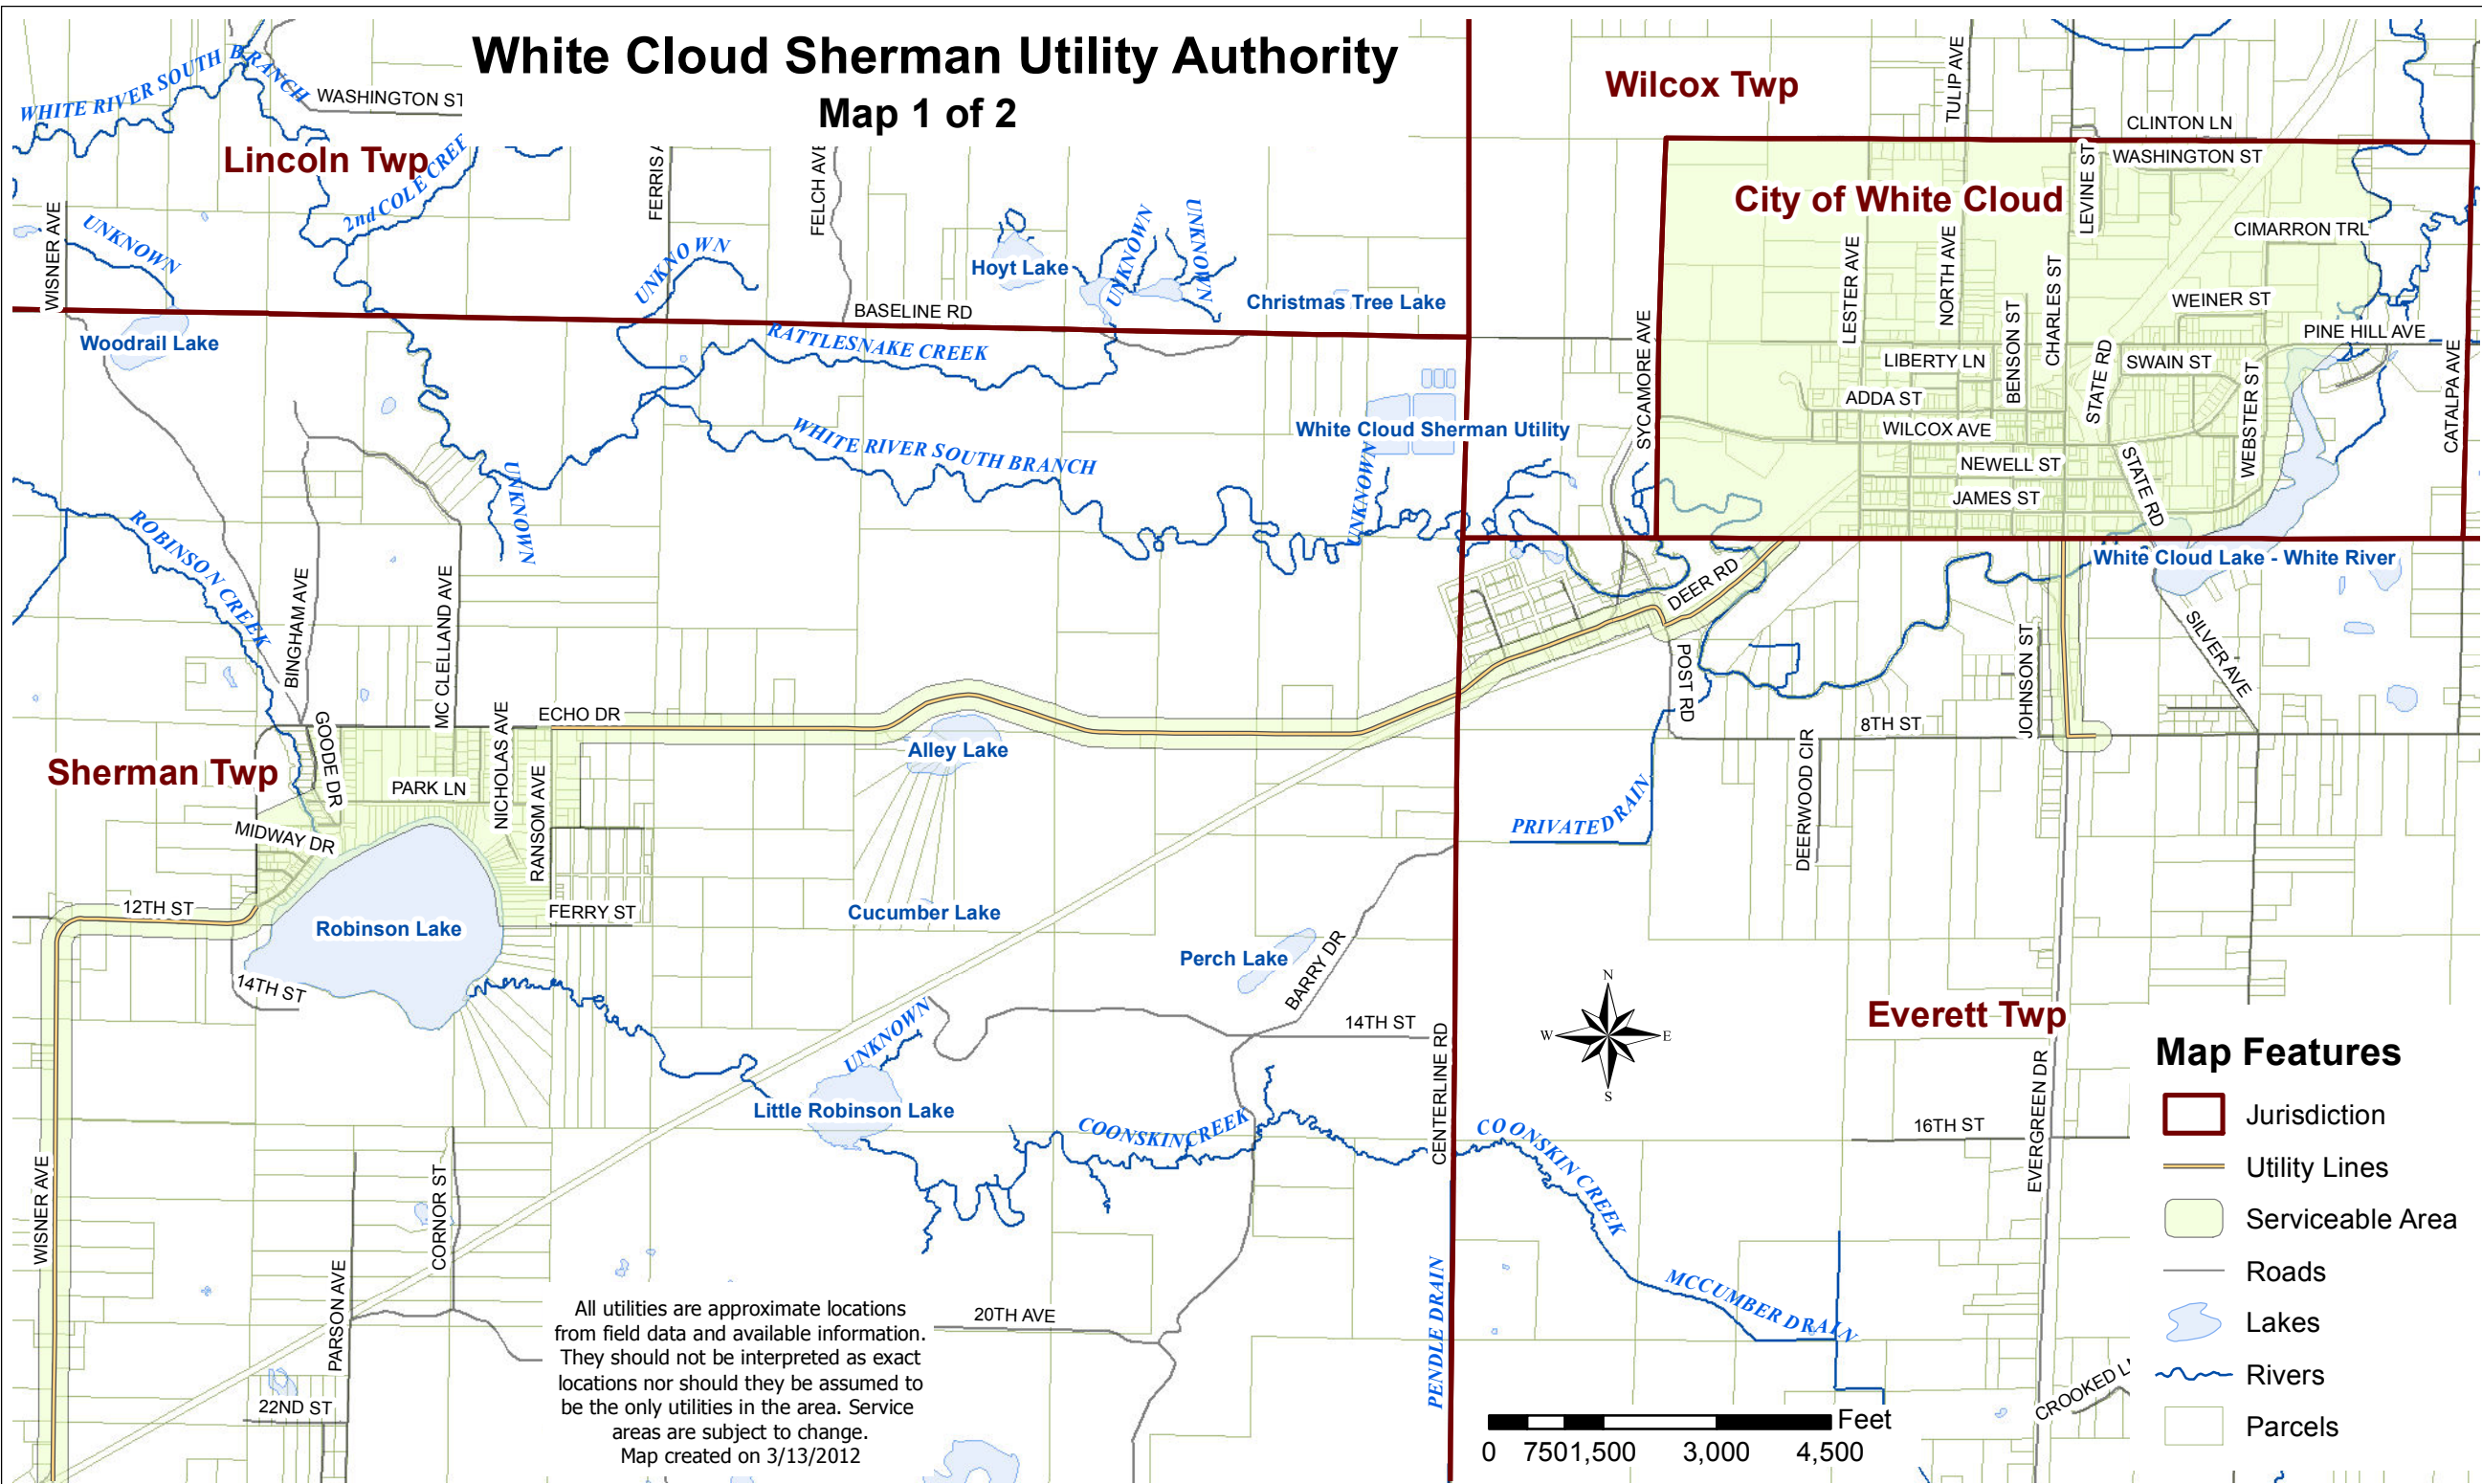 White Cloud Sherman Utility Authority
Map 1 of 2
WHITE RIVER SOUTH BRANCH
WASHINGTON ST
Lincoln Twp
2nd COLE CREE
WISNER AVE
UNKNOWN
Woodrail Lake
FERRIS A
FELCH AVE
UNKNOWN
Hoyt Lake
UNKNOWN
UNKNOWN
Christmas Tree Lake
BASELINE RD
RATTLESNAKE CREEK
WHITE RIVER SOUTH BRANCH
White Cloud Sherman Utility
UNKNOWN
UNKNOWN
Wilcox Twp
TULIP AVE
CLINTON LN
WASHINGTON ST
City of White Cloud
LEVINE ST
CIMARRON TRL
LESTER AVE
NORTH AVE
CHARLES ST
BENSON ST
WEINER ST
PINE HILL AVE
SYCAMORE AVE
LIBERTY LN
STATE RD
SWAIN ST
CATALPA AVE
ADDA ST
WILCOX AVE
WEBSTER ST
NEWELL ST
STATE RD
JAMES ST
White Cloud Lake - White River
DEER RD
POST RD
JOHNSON ST
SILVER AVE
8TH ST
DEERWOOD CIR
PRIVATE DRAIN
ROBINSON CREEK
BINGHAM AVE
MC CLELLAND AVE
GOODE DR
NICHOLAS AVE
ECHO DR
Alley Lake
Sherman Twp
PARK LN
RANSOM AVE
MIDWAY DR
12TH ST
FERRY ST
Robinson Lake
Cucumber Lake
Perch Lake
BARRY DR
14TH ST
UNKNOWN
14TH ST
CENTERLINE RD
Little Robinson Lake
COONSKIN CREEK
COONSKIN CREEK
N
W
E
S
Everett Twp
16TH ST
EVERGREEN DR
WISNER AVE
CORNOR ST
PARSON AVE
22ND ST
20TH AVE
PENDLE DRAIN
MCCUMBER DRAIN
CROOKED L
All utilities are approximate locations
from field data and available information.
They should not be interpreted as exact
locations nor should they be assumed to
be the only utilities in the area. Service
areas are subject to change.
Map created on 3/13/2012
Feet
0 750 1,500 3,000 4,500
Map Features
Jurisdiction
Utility Lines
Serviceable Area
Roads
Lakes
Rivers
Parcels